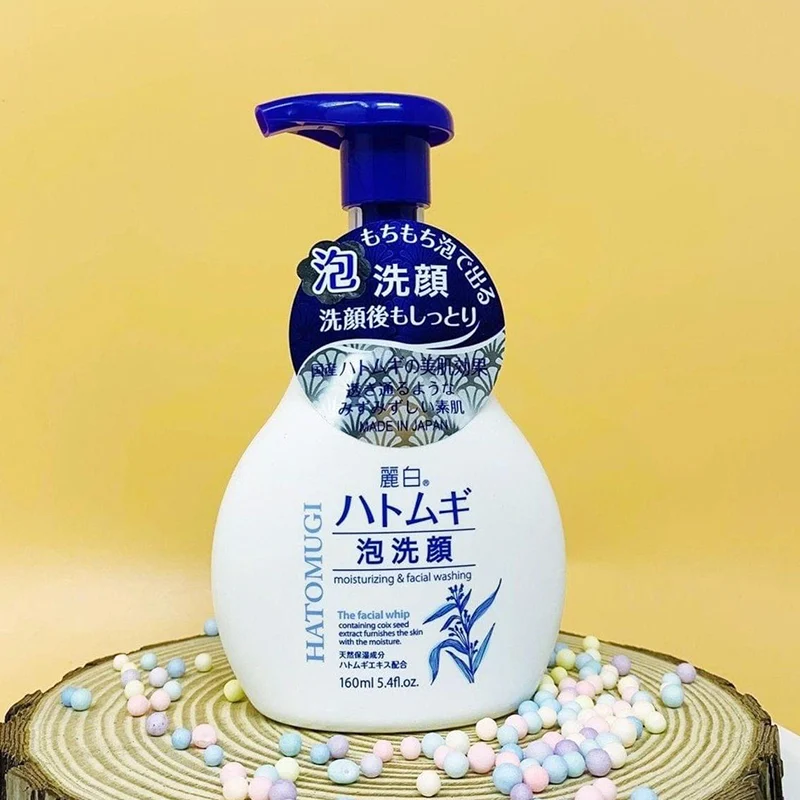 もちもち泡で出る
泡洗顔
洗顔後もしっとり
国産ハトムギの美肌効果
透き通るような
みずみずしい素肌
MADE IN JAPAN
麗白®
ハトムギ
泡洗顔
moisturizing & facial washing
HATOMUGI
The facial whip
containing coix seed
extract furnishes the skin
with the moisture.
天然保湿成分
ハトムギエキス配合
160ml 5.4fl.oz.